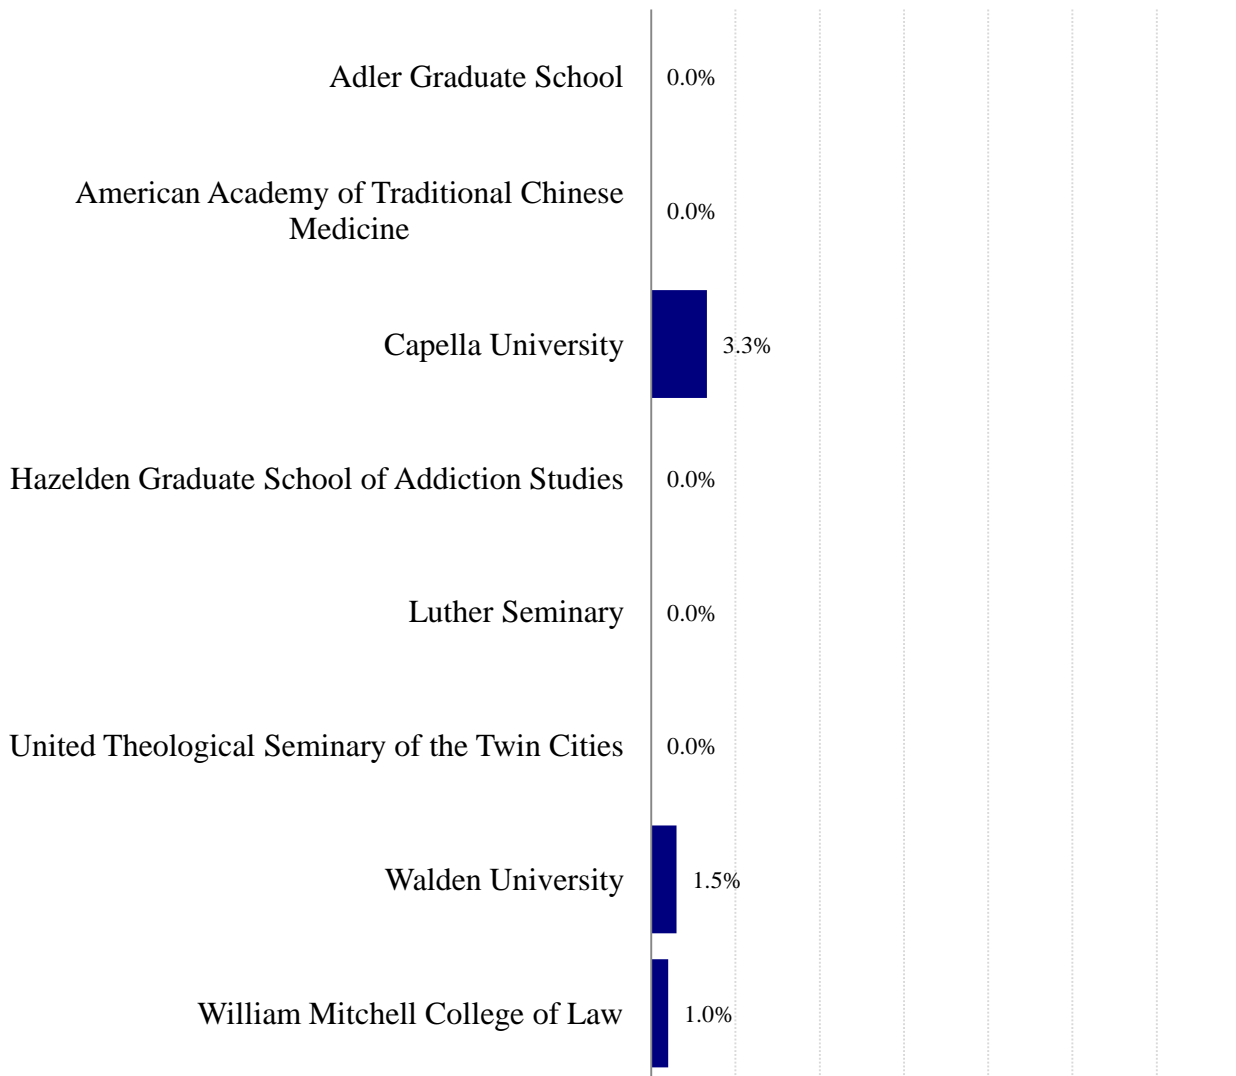 Adler Graduate School 0.0%
American Academy of Traditional Chinese
Medicine 0.0%
Capella University 3.3%
Hazelden Graduate School of Addiction Studies 0.0%
Luther Seminary 0.0%
United Theological Seminary of the Twin Cities 0.0%
Walden University 1.5%
William Mitchell College of Law 1.0%